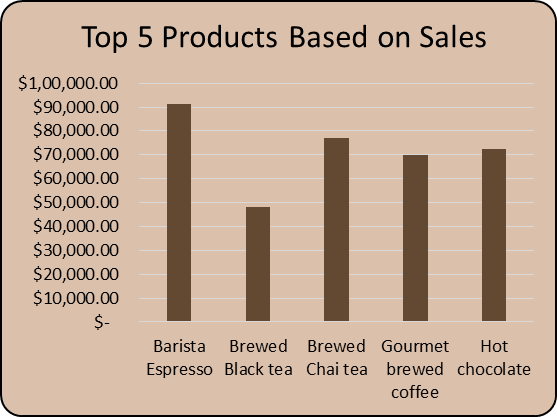 Top 5 Products Based on Sales
$1,00,000.00
$90,000.00
$80,000.00
$70,000.00
$60,000.00
$50,000.00
$40,000.00
$30,000.00
$20,000.00
$10,000.00
$-
Barista
Espresso
Brewed
Black tea
Brewed
Chai tea
Gourmet
brewed
coffee
Hot
chocolate